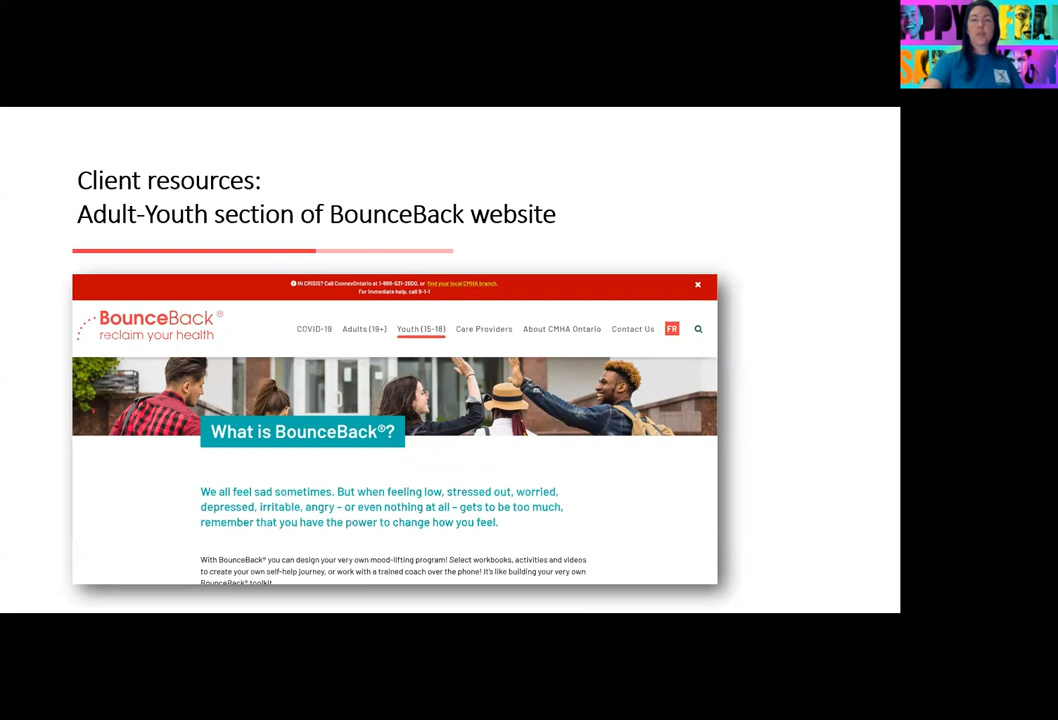 Client resources:
Adult-Youth section of BounceBack website
IN CRISIS? Call ConnexOntario at 1-866-531-2600, or find your local CMHA branch.
For immediate help, call 9-1-1
BounceBack®
reclaim your health
COVID-19 Adults (19+) Youth (15-18) Care Providers About CMHA Ontario Contact Us FR
What is BounceBack®?
We all feel sad sometimes. But when feeling low, stressed out, worried,
depressed, irritable, angry – or even nothing at all – gets to be too much,
remember that you have the power to change how you feel.
With BounceBack® you can design your very own mood-lifting program! Select workbooks, activities and videos
to create your own self-help journey, or work with a trained coach over the phone! It's like building your very own
BounceBack® toolkit